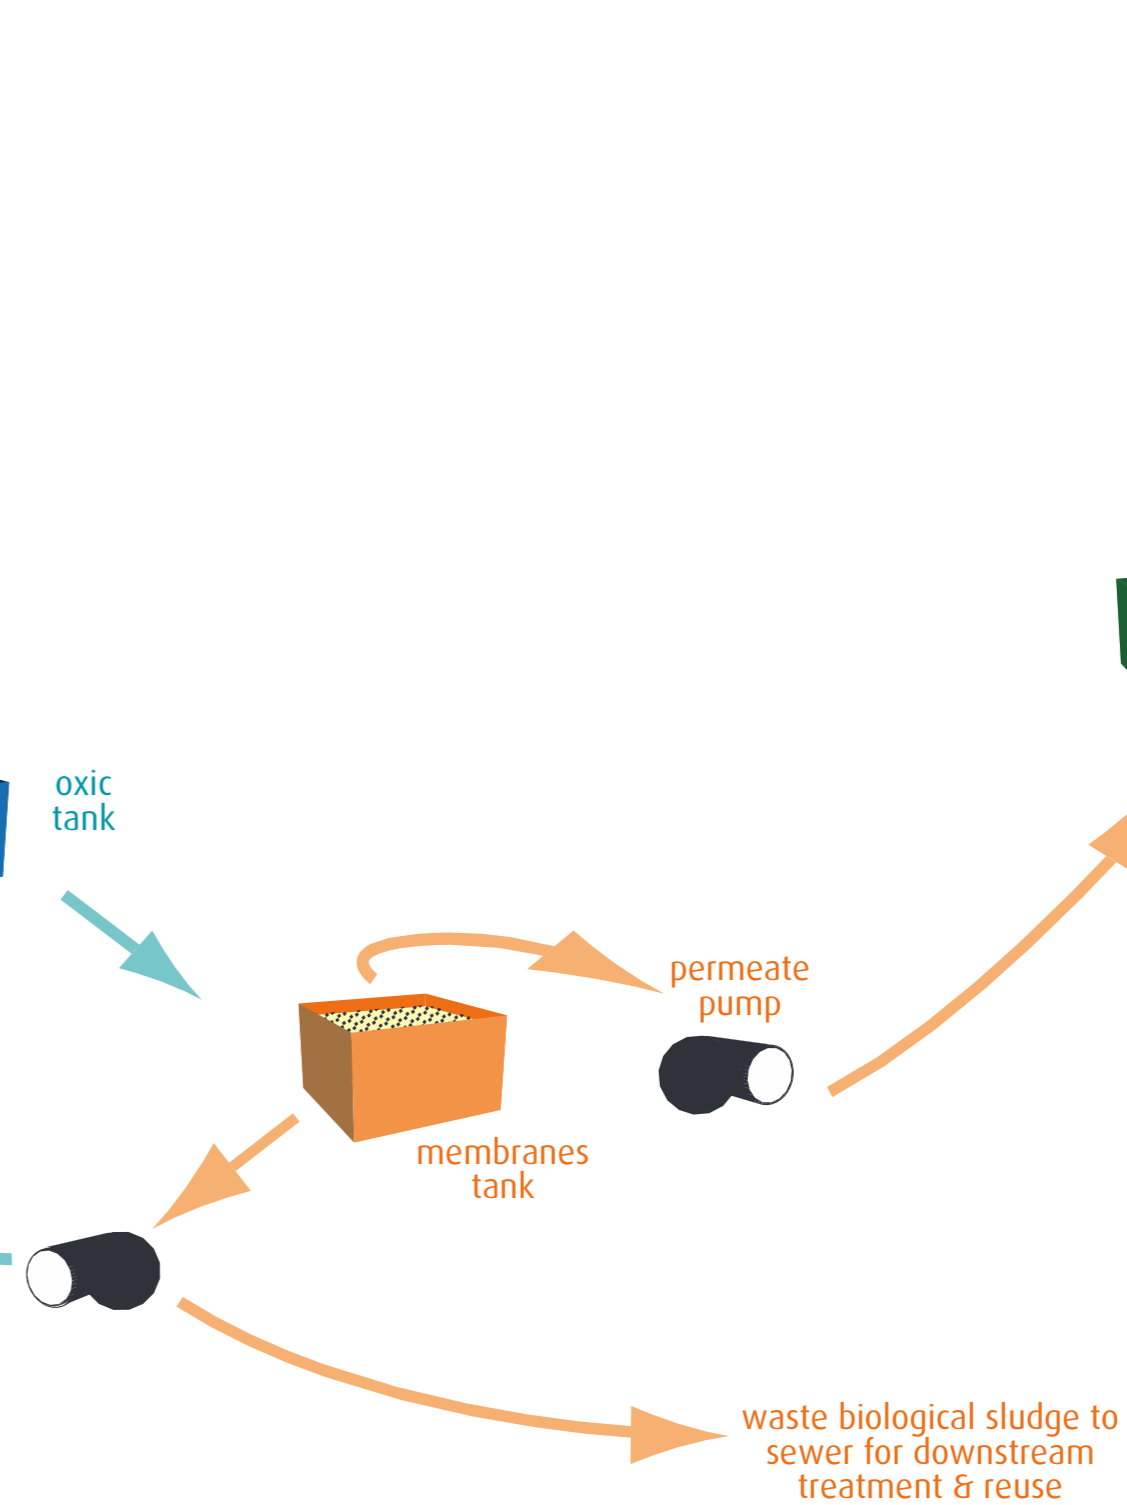 oxic
tank
permeate
pump
membranes
tank
waste biological sludge to
sewer for downstream
treatment & reuse